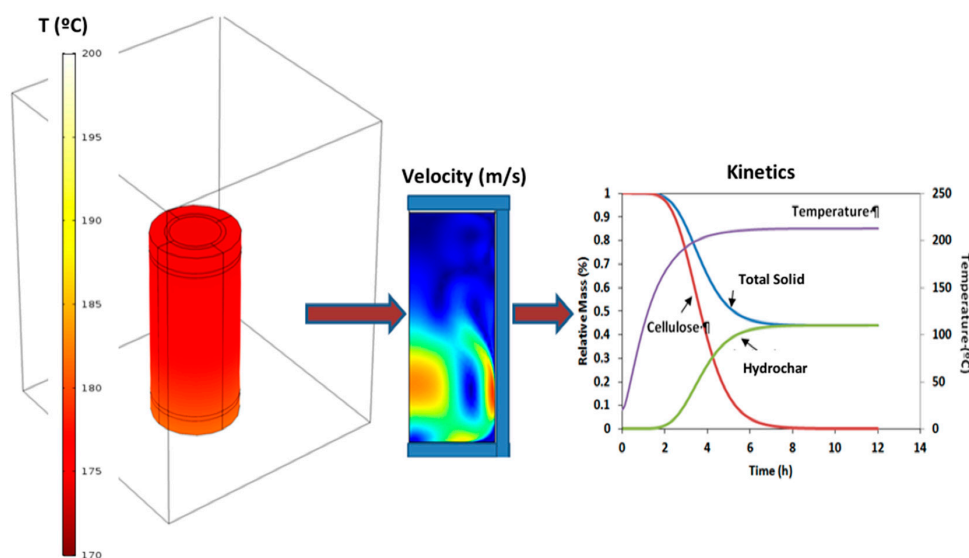 T (ºC)
200
195
190
185
180
175
170
Velocity (m/s)
Kinetics
Relative Mass (%)
1
0.9
0.8
0.7
0.6
0.5
0.4
0.3
0.2
0.1
0
Temperature¶
Total Solid
Cellulose¶
Hydrochar
250
200
150
100
50
0
Temperature-(ºC)
0 2 4 6 8 10 12 14
Time (h)